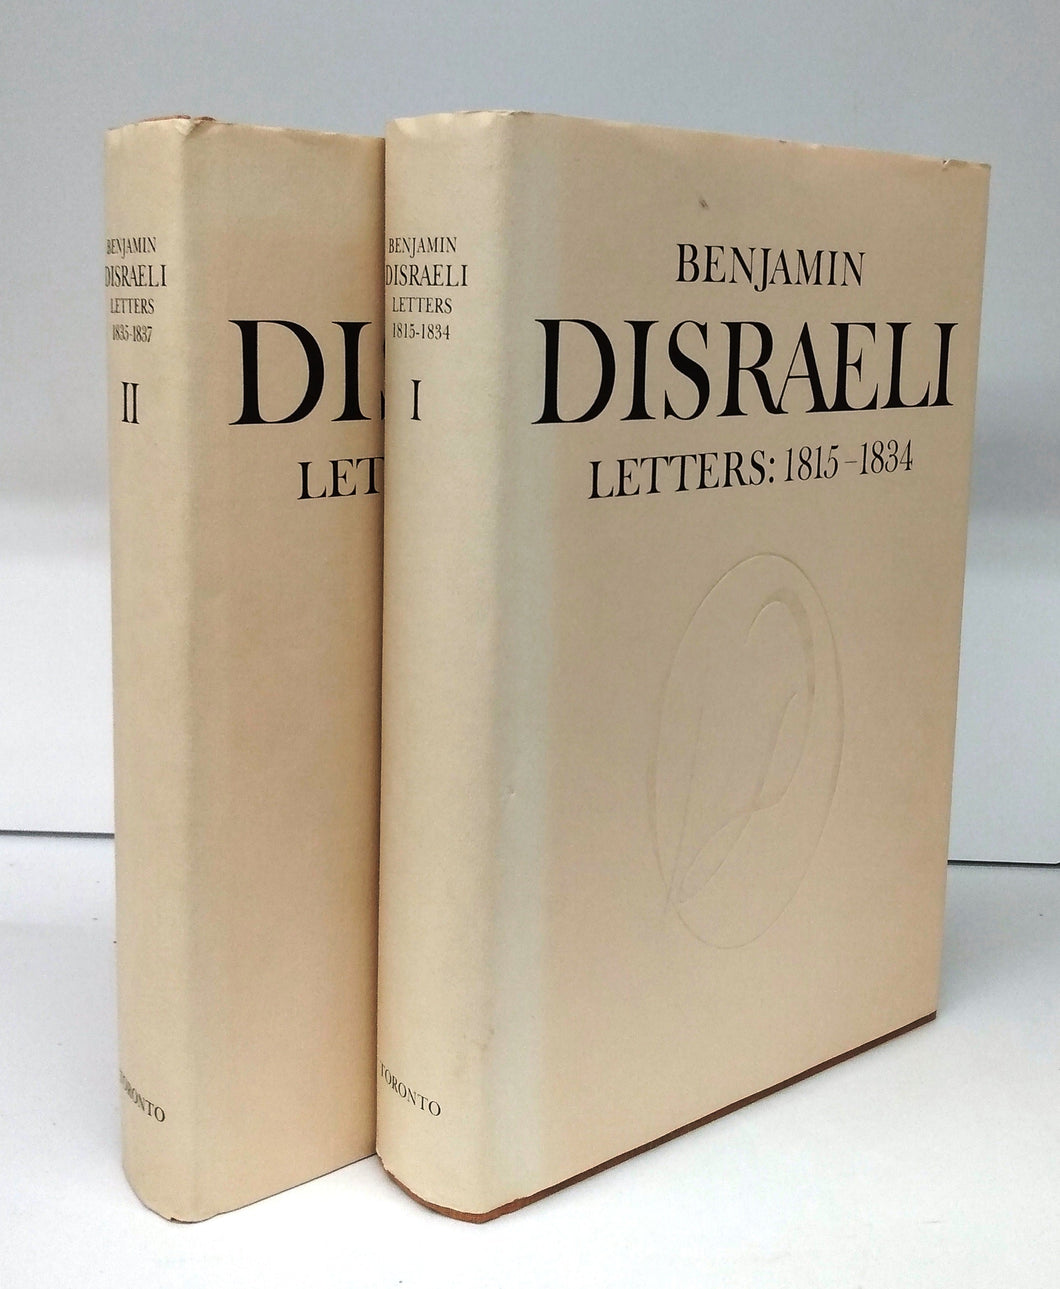 BENJAMIN
DISRAELI
LETTERS
1835-1837
II
TORONTO
DIS
LET
BENJAMIN
DISRAELI
LETTERS
1815-1834
I
TORONTO
BENJAMIN
DISRAELI
LETTERS: 1815–1834